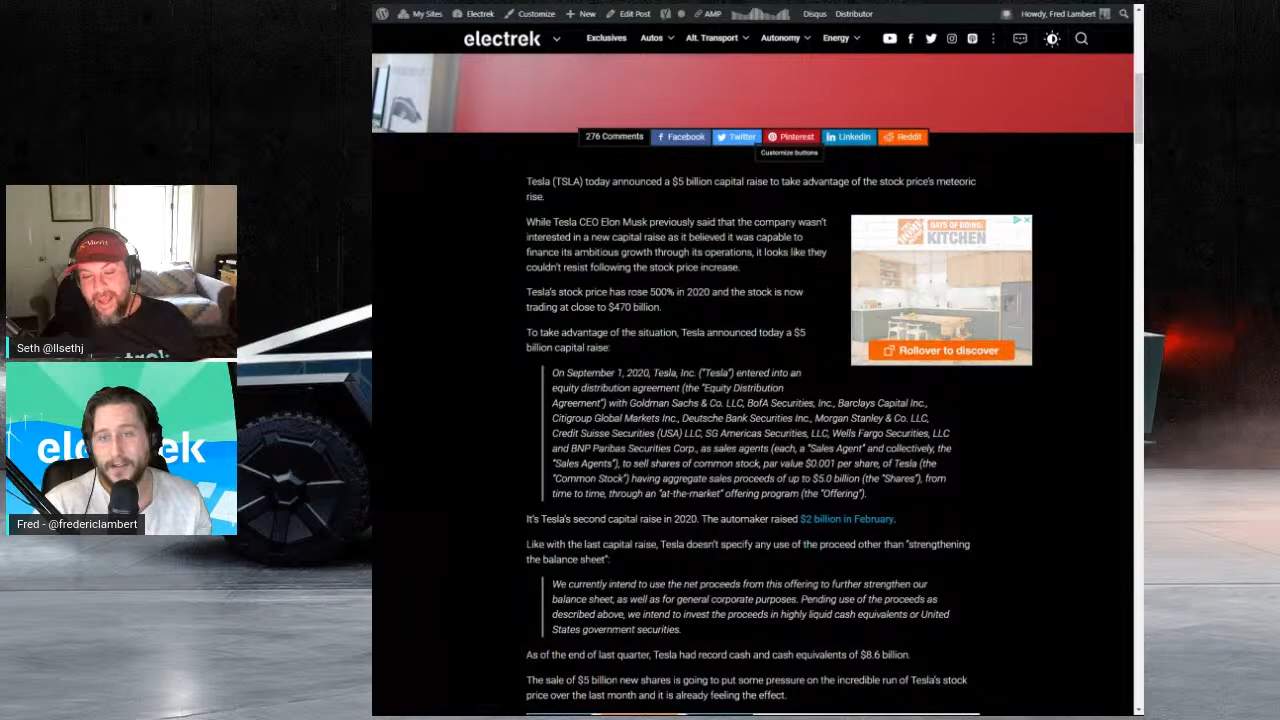 My Sites
Electrek
Customize
New
Edit Post
AMP
Disqus
Distributor
Howdy, Fred Lambert
electrek
Exclusives
Autos
Alt. Transport
Autonomy
Energy
276 Comments
Facebook
Twitter
Pinterest
LinkedIn
Reddit
Customize buttons
Tesla (TSLA) today announced a $5 billion capital raise to take advantage of the stock price's meteoric
rise.
While Tesla CEO Elon Musk previously said that the company wasn't
interested in a new capital raise as it believed it was capable to
finance its ambitious growth through its operations, it looks like they
couldn't resist following the stock price increase.
Tesla's stock price has rose 500% in 2020 and the stock is now
trading at close to $470 billion.
To take advantage of the situation, Tesla announced today a $5
billion capital raise:
DAYS OF DOING:
KITCHEN
Rollover to discover
On September 1, 2020, Tesla, Inc. ("Tesla") entered into an
equity distribution agreement (the "Equity Distribution
Agreement") with Goldman Sachs & Co. LLC, BofA Securities, Inc., Barclays Capital Inc.,
Citigroup Global Markets Inc., Deutsche Bank Securities Inc., Morgan Stanley & Co. LLC,
Credit Suisse Securities (USA) LLC, SG Americas Securities, LLC, Wells Fargo Securities, LLC
and BNP Paribas Securities Corp., as sales agents (each, a "Sales Agent" and collectively, the
"Sales Agents"), to sell shares of common stock, par value $0.001 per share, of Tesla (the
"Common Stock") having aggregate sales proceeds of up to $5.0 billion (the "Shares"), from
time to time, through an "at-the-market" offering program (the "Offering").
It's Tesla's second capital raise in 2020. The automaker raised $2 billion in February.
Like with the last capital raise, Tesla doesn't specify any use of the proceed other than "strengthening
the balance sheet":
We currently intend to use the net proceeds from this offering to further strengthen our
balance sheet, as well as for general corporate purposes. Pending use of the proceeds as
described above, we intend to invest the proceeds in highly liquid cash equivalents or United
States government securities.
As of the end of last quarter, Tesla had record cash and cash equivalents of $8.6 billion.
The sale of $5 billion new shares is going to put some pressure on the incredible run of Tesla's stock
price over the last month and it is already feeling the effect.
Seth @llsethj
Fred - @fredericlambert